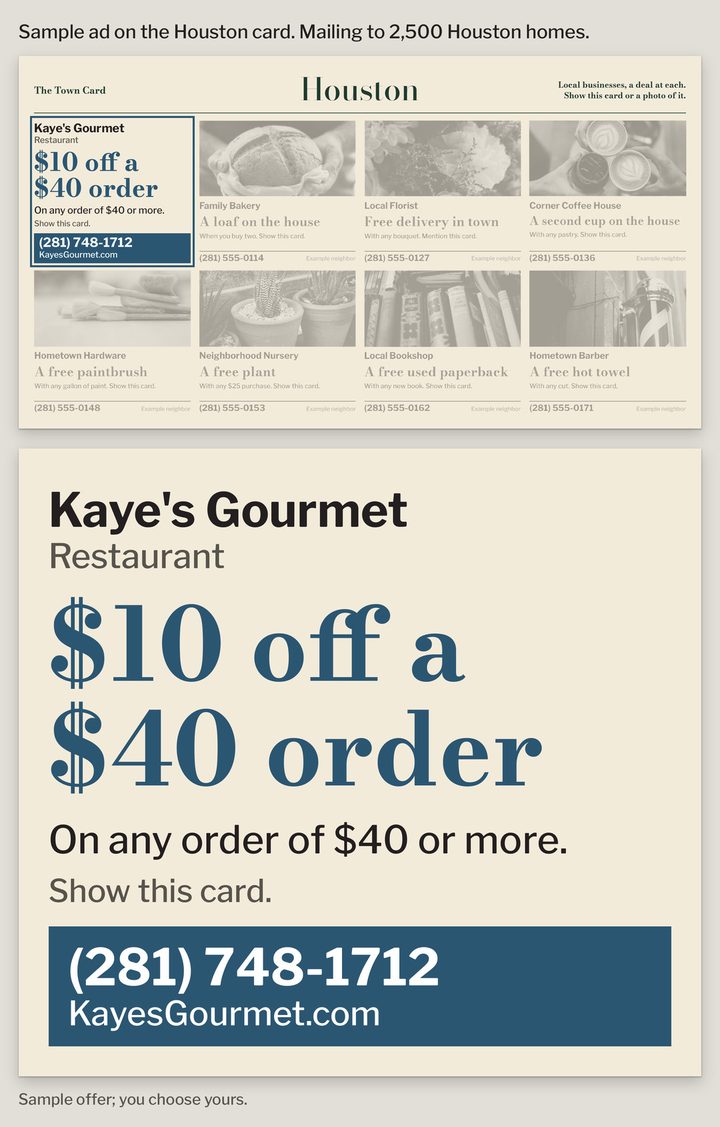 Sample ad on the Houston card. Mailing to 2,500 Houston homes.
The Town Card
Houston
Local businesses, a deal at each.
Show this card or a photo of it.
Kaye's Gourmet
Restaurant
$10 off a
$40 order
On any order of $40 or more.
Show this card.
(281) 748-1712
KayesGourmet.com
Family Bakery
A loaf on the house
When you buy two. Show this card.
(281) 555-0114 Example neighbor
Local Florist
Free delivery in town
With any bouquet. Mention this card.
(281) 555-0127 Example neighbor
Corner Coffee House
A second cup on the house
With any pastry. Show this card.
(281) 555-0136 Example neighbor
Hometown Hardware
A free paintbrush
With any gallon of paint. Show this card.
(281) 555-0148 Example neighbor
Neighborhood Nursery
A free plant
With any $25 purchase. Show this card.
(281) 555-0153 Example neighbor
Local Bookshop
A free used paperback
With any new book. Show this card.
(281) 555-0162 Example neighbor
Hometown Barber
A free hot towel
With any cut. Show this card.
(281) 555-0171 Example neighbor
Kaye's Gourmet
Restaurant
$10 off a
$40 order
On any order of $40 or more.
Show this card.
(281) 748-1712
KayesGourmet.com
Sample offer; you choose yours.